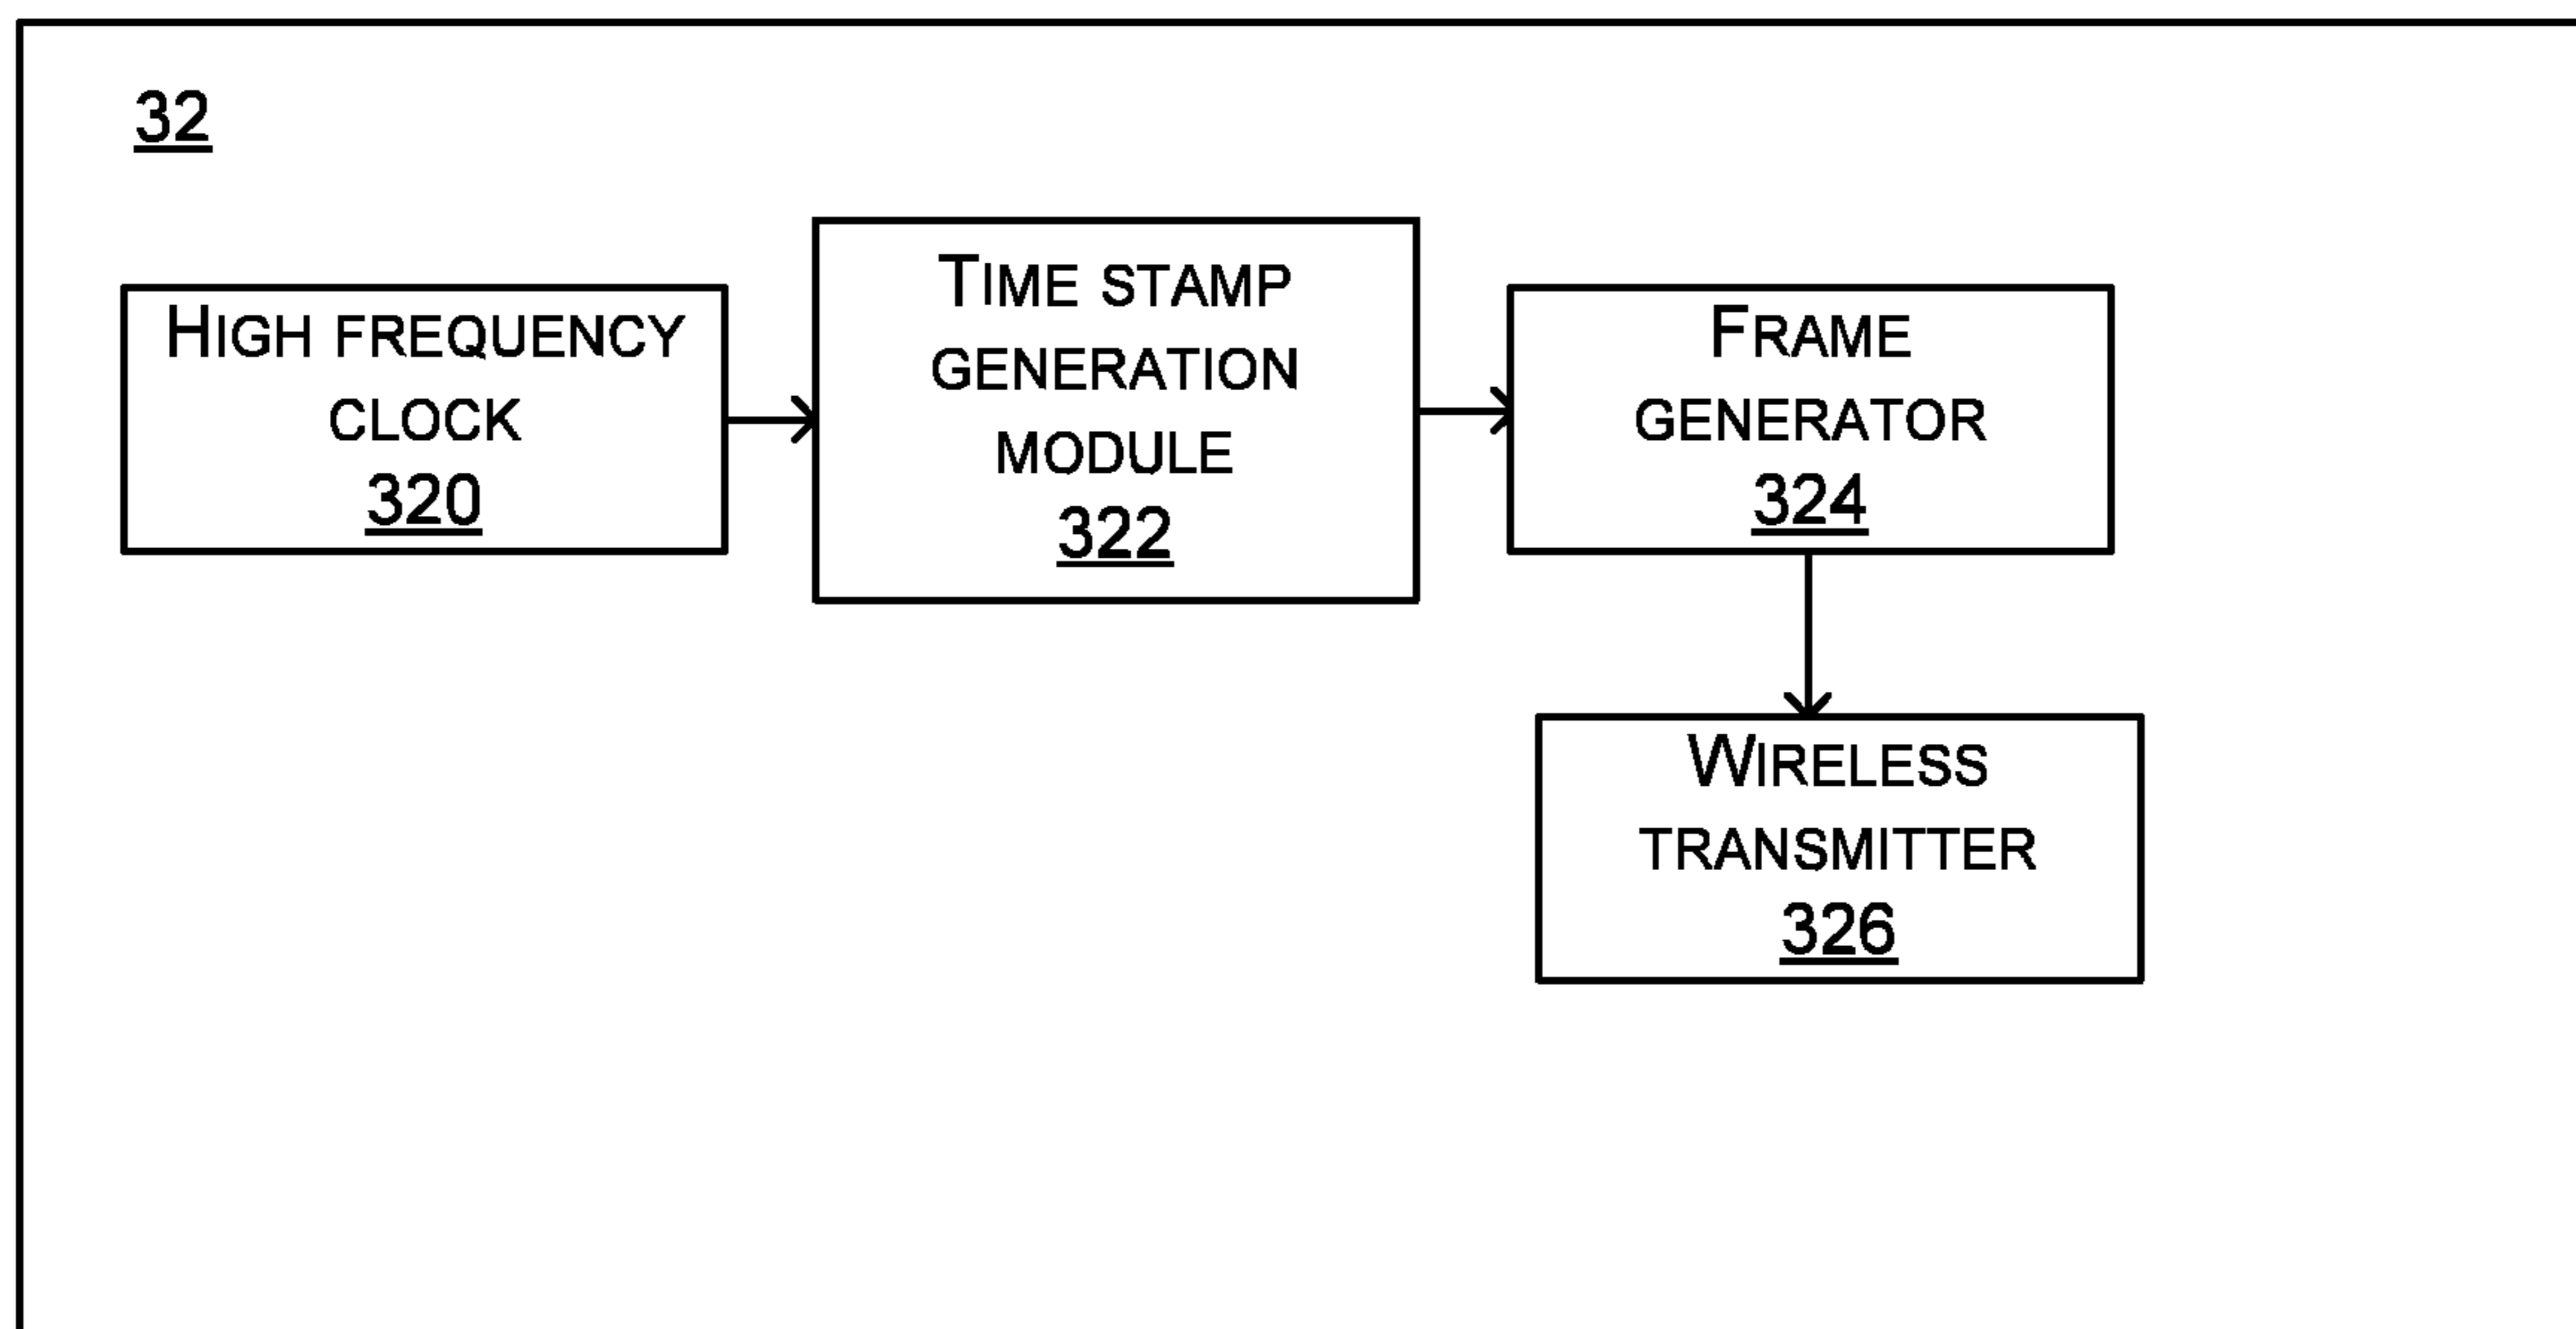 32
HIGH FREQUENCY
CLOCK
320
TIME STAMP
GENERATION
MODULE
322
FRAME
GENERATOR
324
WIRELESS
TRANSMITTER
326